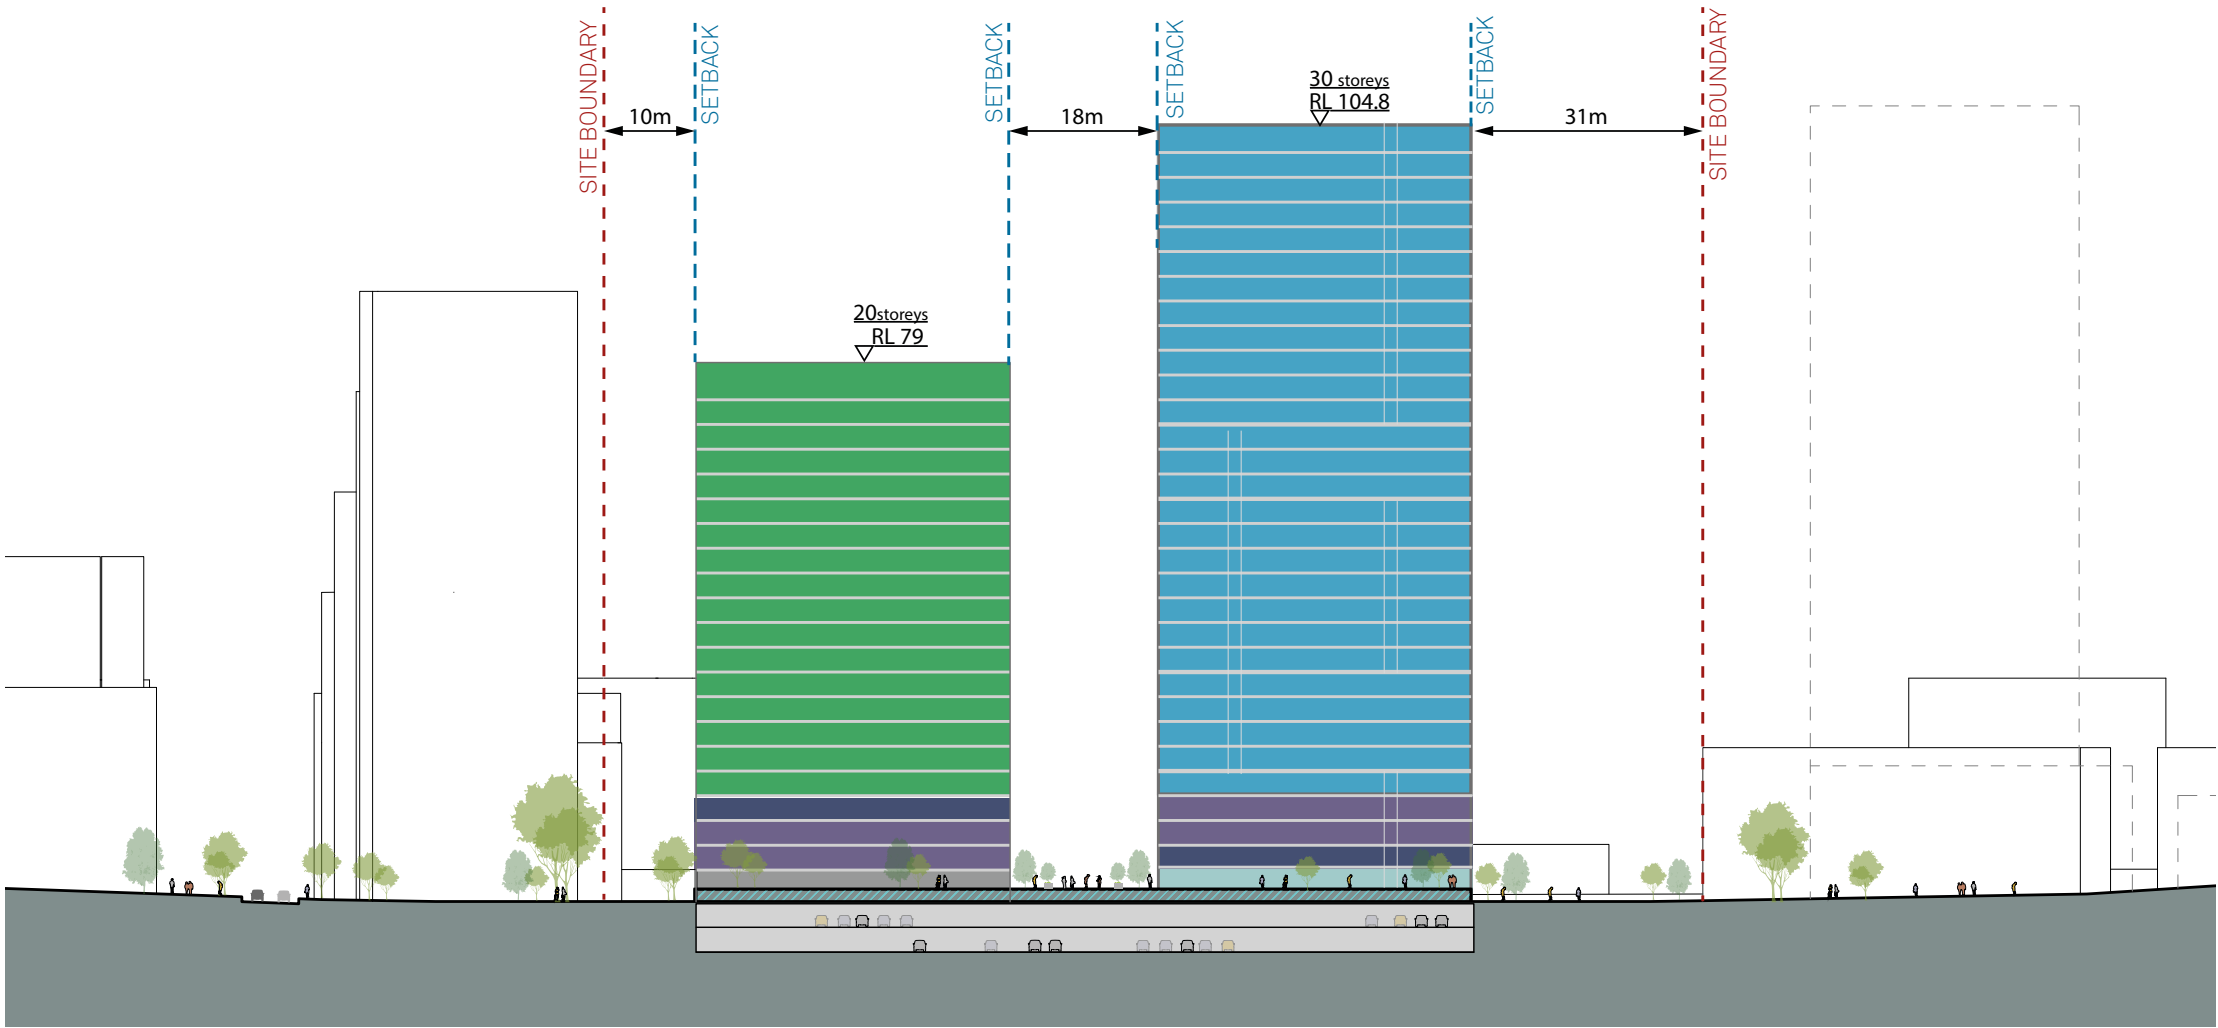 SITE BOUNDARY
SETBACK
SETBACK
SETBACK
SETBACK
SITE BOUNDARY
30 storeys
RL 104.8
10m
18m
31m
20storeys
RL 79